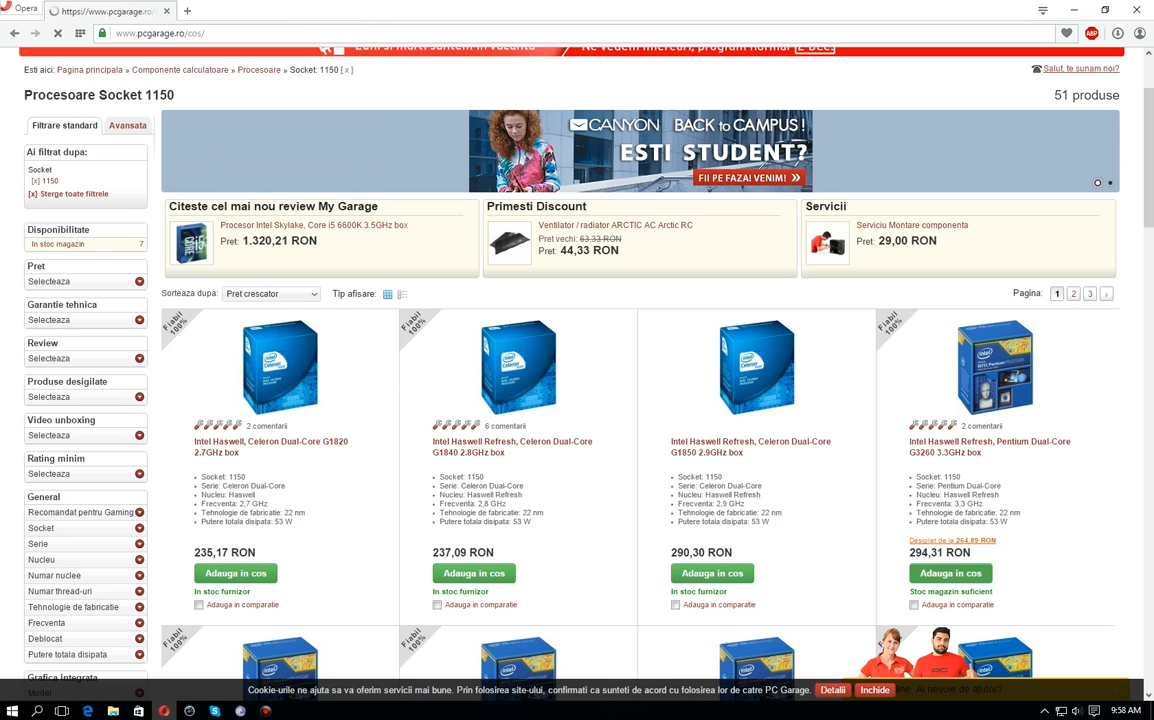 Opera
https://www.pcgarage.ro/
www.pcgarage.ro/cos/
ABP
Ne vedem miercuri, program normal 2 Dec.
Esti aici: Pagina principala » Componente calculatoare » Procesoare » Socket: 1150 [ x ]
Salut, te sunam noi?
Procesoare Socket 1150
51 produse
Filtrare standard
Avansata
Ai filtrat dupa:
Socket
[x] 1150
[x] Sterge toate filtrele
CANYON BACK to CAMPUS !
ESTI STUDENT?
FII PE FAZA! VENIM! »
Citeste cel mai nou review My Garage
Procesor Intel Skylake, Core i5 6600K 3.5GHz box
Pret: 1.320,21 RON
Primesti Discount
Ventilator / radiator ARCTIC AC Arctic RC
Pret vechi: 63,33 RON
Pret: 44,33 RON
Servicii
Serviciu Montare componenta
Pret: 29,00 RON
Disponibilitate
In stoc magazin 7
Pret
Selecteaza
Garantie tehnica
Selecteaza
Review
Selecteaza
Produse desigilate
Selecteaza
Video unboxing
Selecteaza
Rating minim
Selecteaza
General
Recomandat pentru Gaming
Socket
Serie
Nucleu
Numar nuclee
Numar thread-uri
Tehnologie de fabricatie
Frecventa
Deblocat
Putere totala disipata
Grafica integrata
Model
Sorteaza dupa: Pret crescator
Tip afisare:
Pagina: 1 2 3 ›
Fiabil 100%
2 comentarii
Intel Haswell, Celeron Dual-Core G1820
2.7GHz box
Socket: 1150
Serie: Celeron Dual-Core
Nucleu: Haswell
Frecventa: 2,7 GHz
Tehnologie de fabricatie: 22 nm
Putere totala disipata: 53 W
235,17 RON
Adauga in cos
In stoc furnizor
Adauga in comparatie
Fiabil 100%
6 comentarii
Intel Haswell Refresh, Celeron Dual-Core
G1840 2.8GHz box
Socket: 1150
Serie: Celeron Dual-Core
Nucleu: Haswell Refresh
Frecventa: 2,8 GHz
Tehnologie de fabricatie: 22 nm
Putere totala disipata: 53 W
237,09 RON
Adauga in cos
In stoc furnizor
Adauga in comparatie
Intel Haswell Refresh, Celeron Dual-Core
G1850 2.9GHz box
Socket: 1150
Serie: Celeron Dual-Core
Nucleu: Haswell Refresh
Frecventa: 2,9 GHz
Tehnologie de fabricatie: 22 nm
Putere totala disipata: 53 W
290,30 RON
Adauga in cos
In stoc furnizor
Adauga in comparatie
Fiabil 100%
2 comentarii
Intel Haswell Refresh, Pentium Dual-Core
G3260 3.3GHz box
Socket: 1150
Serie: Pentium Dual-Core
Nucleu: Haswell Refresh
Frecventa: 3,3 GHz
Tehnologie de fabricatie: 22 nm
Putere totala disipata: 53 W
Desigilat de la 264,89 RON
294,31 RON
Adauga in cos
Stoc magazin suficient
Adauga in comparatie
Fiabil 100%
Fiabil 100%
Cookie-urile ne ajuta sa va oferim servicii mai bune. Prin folosirea site-ului, confirmati ca sunteti de acord cu folosirea lor de catre PC Garage. Detalii Inchide
Ai nevoie de ajutor?
9:58 AM